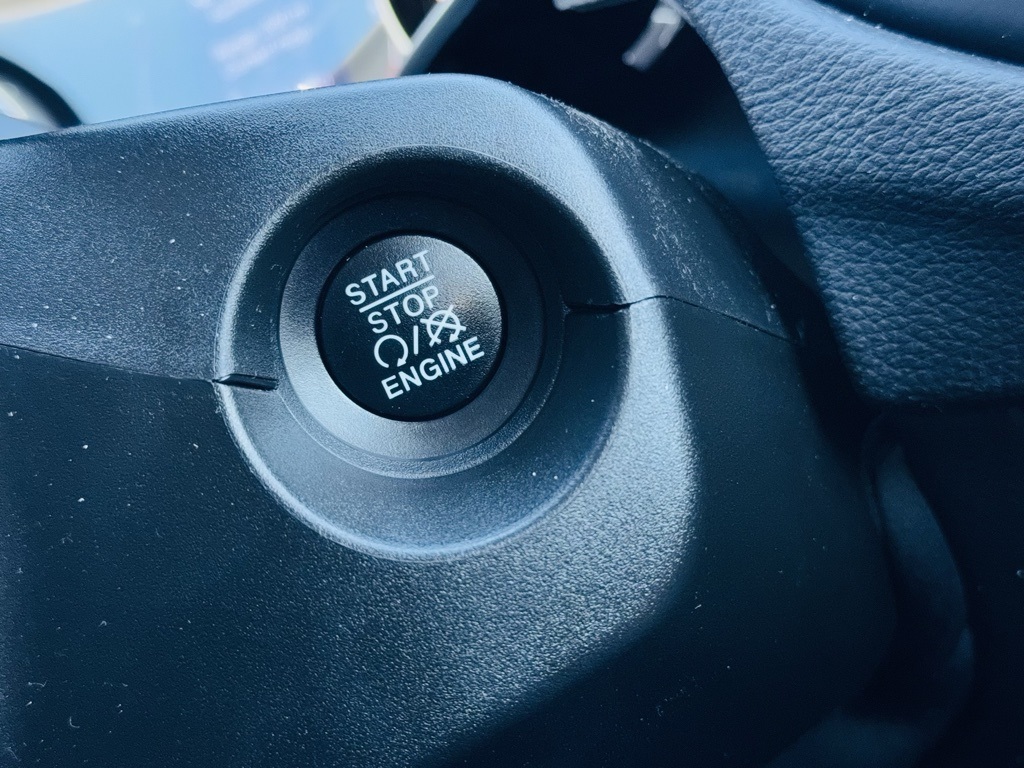 START
STOP
/
ENGINE